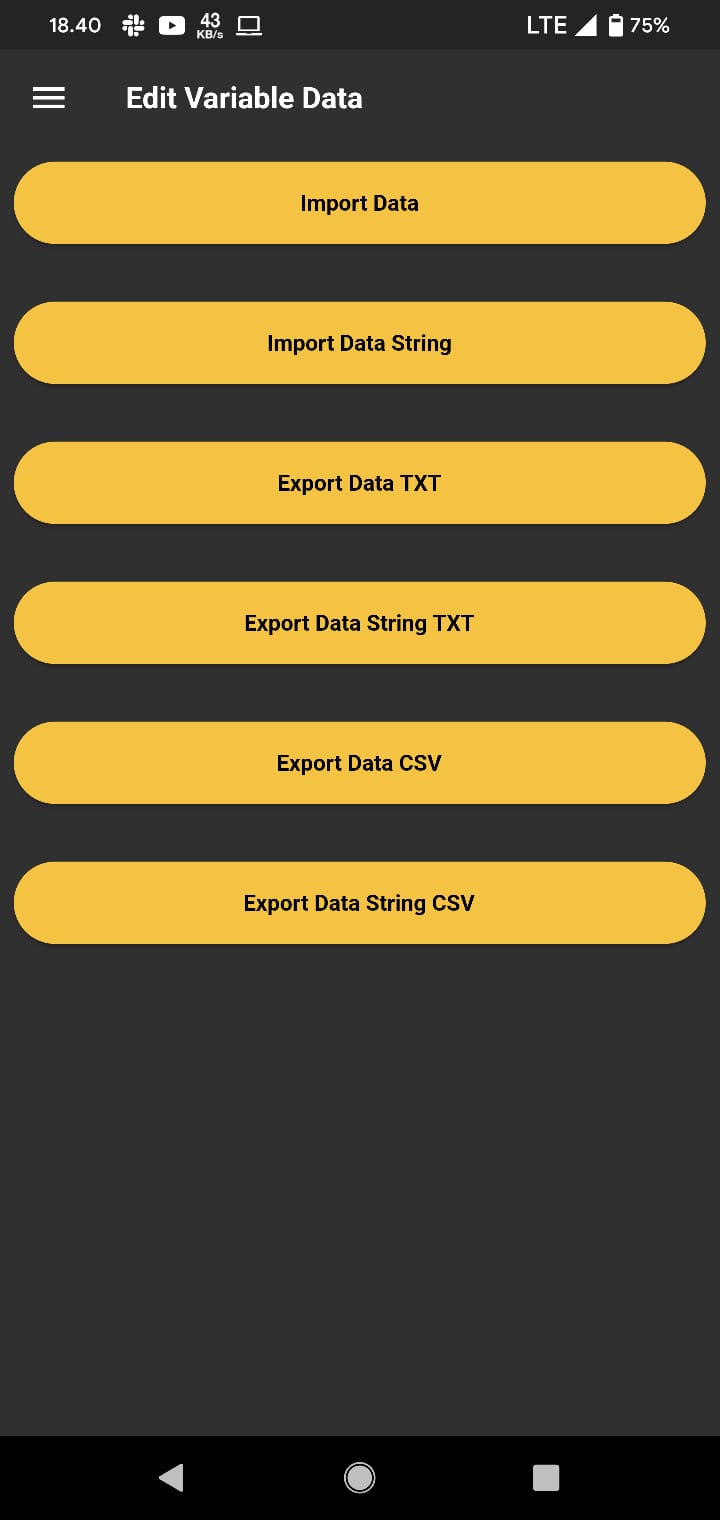 18.40 43 KB/s LTE 75%
Edit Variable Data
Import Data
Import Data String
Export Data TXT
Export Data String TXT
Export Data CSV
Export Data String CSV